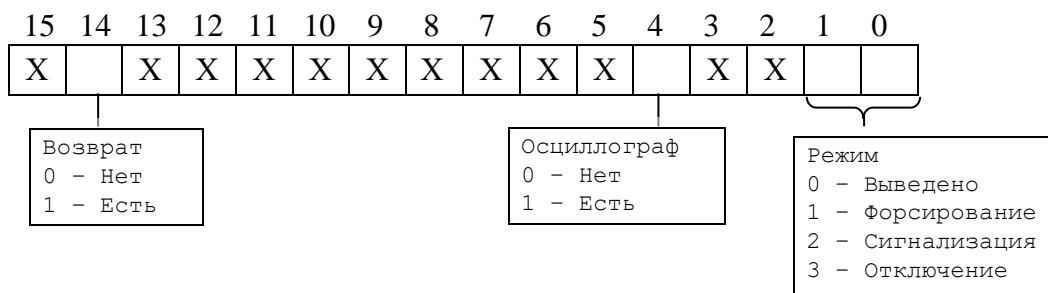 15 14 13 12 11 10 9 8 7 6 5 4 3 2 1 0
X X X X X X X X X X X X
Возврат
0 – Нет
1 – Есть
Осциллограф
0 – Нет
1 – Есть
Режим
0 – Выведено
1 – Форсирование
2 – Сигнализация
3 – Отключение